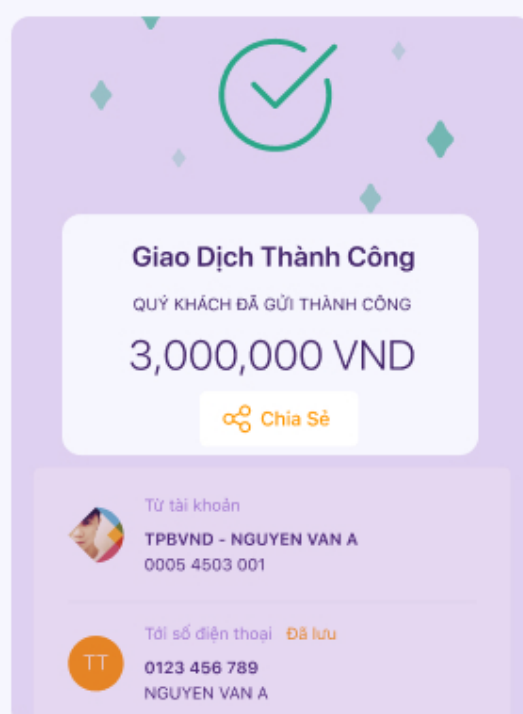 Giao Dịch Thành Công
QUÝ KHÁCH ĐÃ GỬI THÀNH CÔNG
3,000,000 VND
Chia Sẻ
Từ tài khoản
TPBVND - NGUYEN VAN A
0005 4503 001
Tới số điện thoại Đã lưu
TT
0123 456 789
NGUYEN VAN A